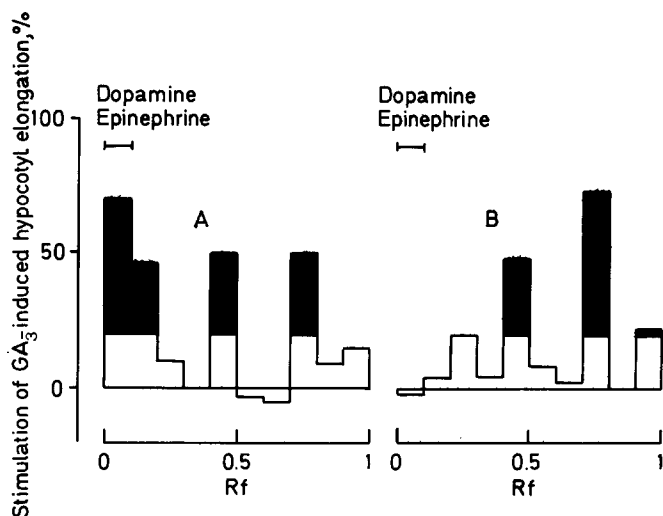 Stimulation of GA3-induced hypocotyl elongation,%
100
50
0
Dopamine
Epinephrine
A
0
0.5
1
Rf
Dopamine
Epinephrine
B
0
0.5
1
Rf